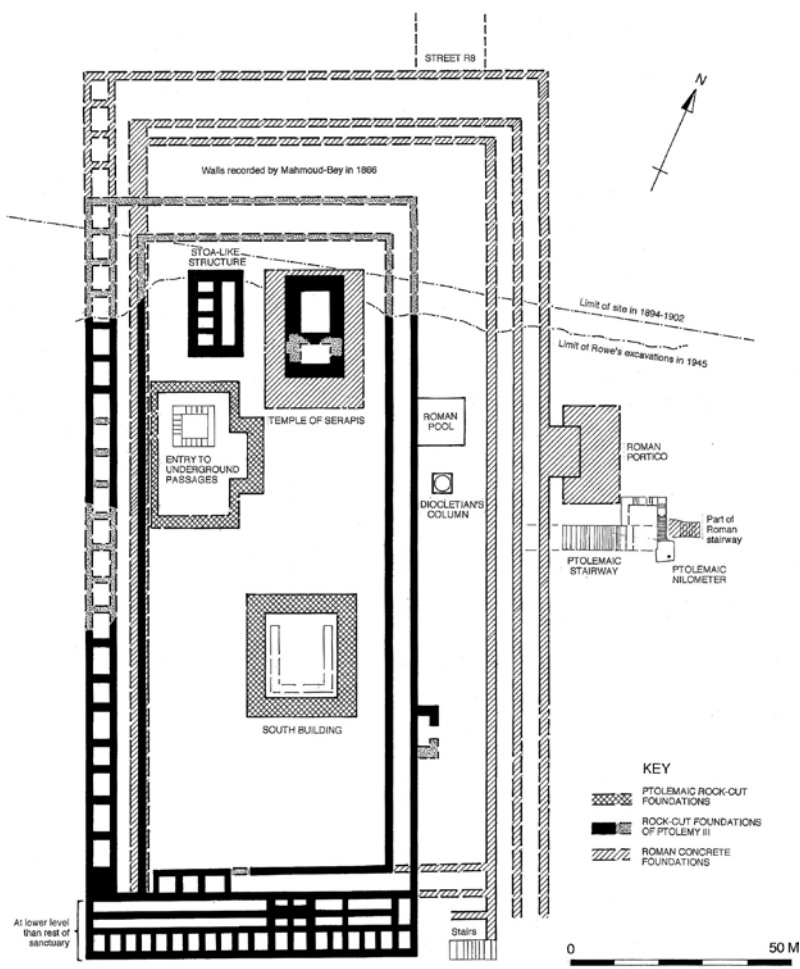 STREET R8
N
Walls recorded by Mahmoud-Bey in 1866
STOA-LIKE
STRUCTURE
Limit of site in 1894-1902
Limit of Rowe's excavations in 1945
TEMPLE OF SERAPIS
ROMAN
POOL
ROMAN
PORTICO
ENTRY TO
UNDERGROUND
PASSAGES
DIOCLETIAN'S
COLUMN
Part of
Roman
stairway
PTOLEMAIC
STAIRWAY
PTOLEMAIC
NILOMETER
SOUTH BUILDING
KEY
PTOLEMAIC ROCK-CUT
FOUNDATIONS
ROCK-CUT FOUNDATIONS
OF PTOLEMY III
ROMAN CONCRETE
FOUNDATIONS
At lower level
than rest of
sanctuary
Stairs
0
50 M